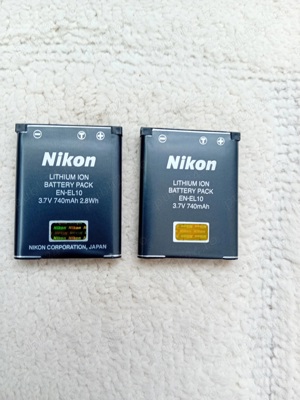 Nikon
LITHIUM ION
BATTERY PACK
EN-EL10
3.7V 740mAh 2.8Wh
NIKON CORPORATION, JAPAN
Nikon
LITHIUM ION
BATTERY PACK
EN-EL10
3.7V 740mAh